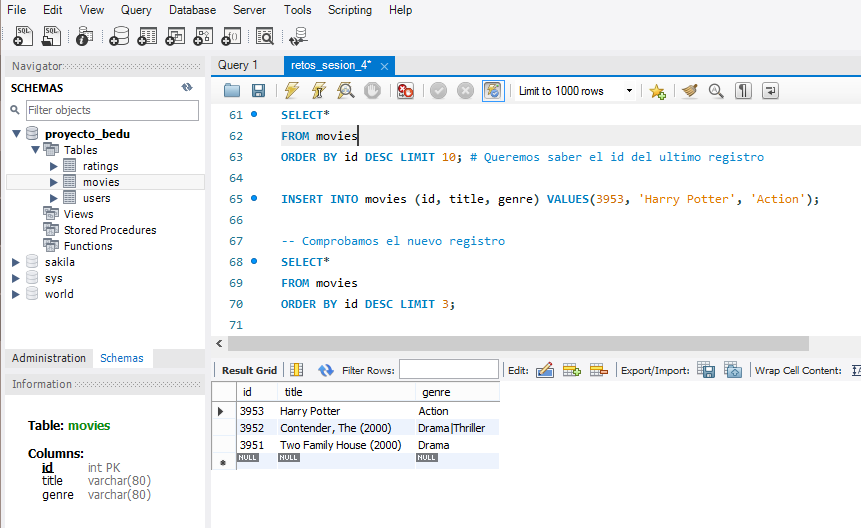 File Edit View Query Database Server Tools Scripting Help
Navigator
SCHEMAS
Filter objects
proyecto_bedu
Tables
ratings
movies
users
Views
Stored Procedures
Functions
sakila
sys
world
Administration Schemas
Information
Table: movies
Columns:
id int PK
title varchar(80)
genre varchar(80)
Query 1 retos_sesion_4*
Limit to 1000 rows
61 SELECT*
62 FROM movies
63 ORDER BY id DESC LIMIT 10; # Queremos saber el id del ultimo registro
64
65 INSERT INTO movies (id, title, genre) VALUES(3953, 'Harry Potter', 'Action');
66
67 -- Comprobamos el nuevo registro
68 SELECT*
69 FROM movies
70 ORDER BY id DESC LIMIT 3;
71
Result Grid Filter Rows: Edit: Export/Import: Wrap Cell Content:
id title genre
3953 Harry Potter Action
3952 Contender, The (2000) Drama|Thriller
3951 Two Family House (2000) Drama
NULL NULL NULL